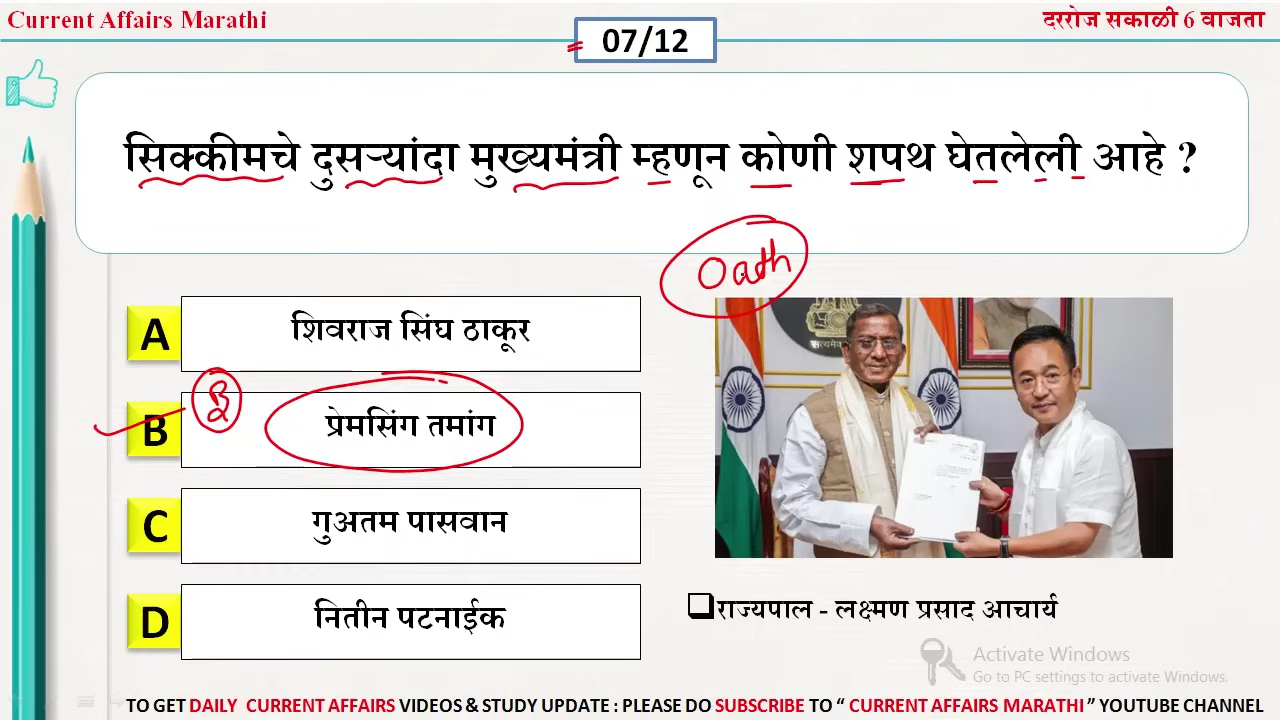 Current Affairs Marathi
दररोज सकाळी 6 वाजता
07/12
सिक्कीमचे दुसऱ्यांदा मुख्यमंत्री म्हणून कोणी शपथ घेतलेली आहे ?
Oath
A
शिवराज सिंघ ठाकूर
B
प्रेमसिंग तमांग
C
गुअतम पासवान
D
नितीन पटनाईक
राज्यपाल - लक्ष्मण प्रसाद आचार्य
Activate Windows
Go to PC settings to activate Windows.
TO GET DAILY CURRENT AFFAIRS VIDEOS & STUDY UPDATE : PLEASE DO SUBSCRIBE TO “ CURRENT AFFAIRS MARATHI ” YOUTUBE CHANNEL